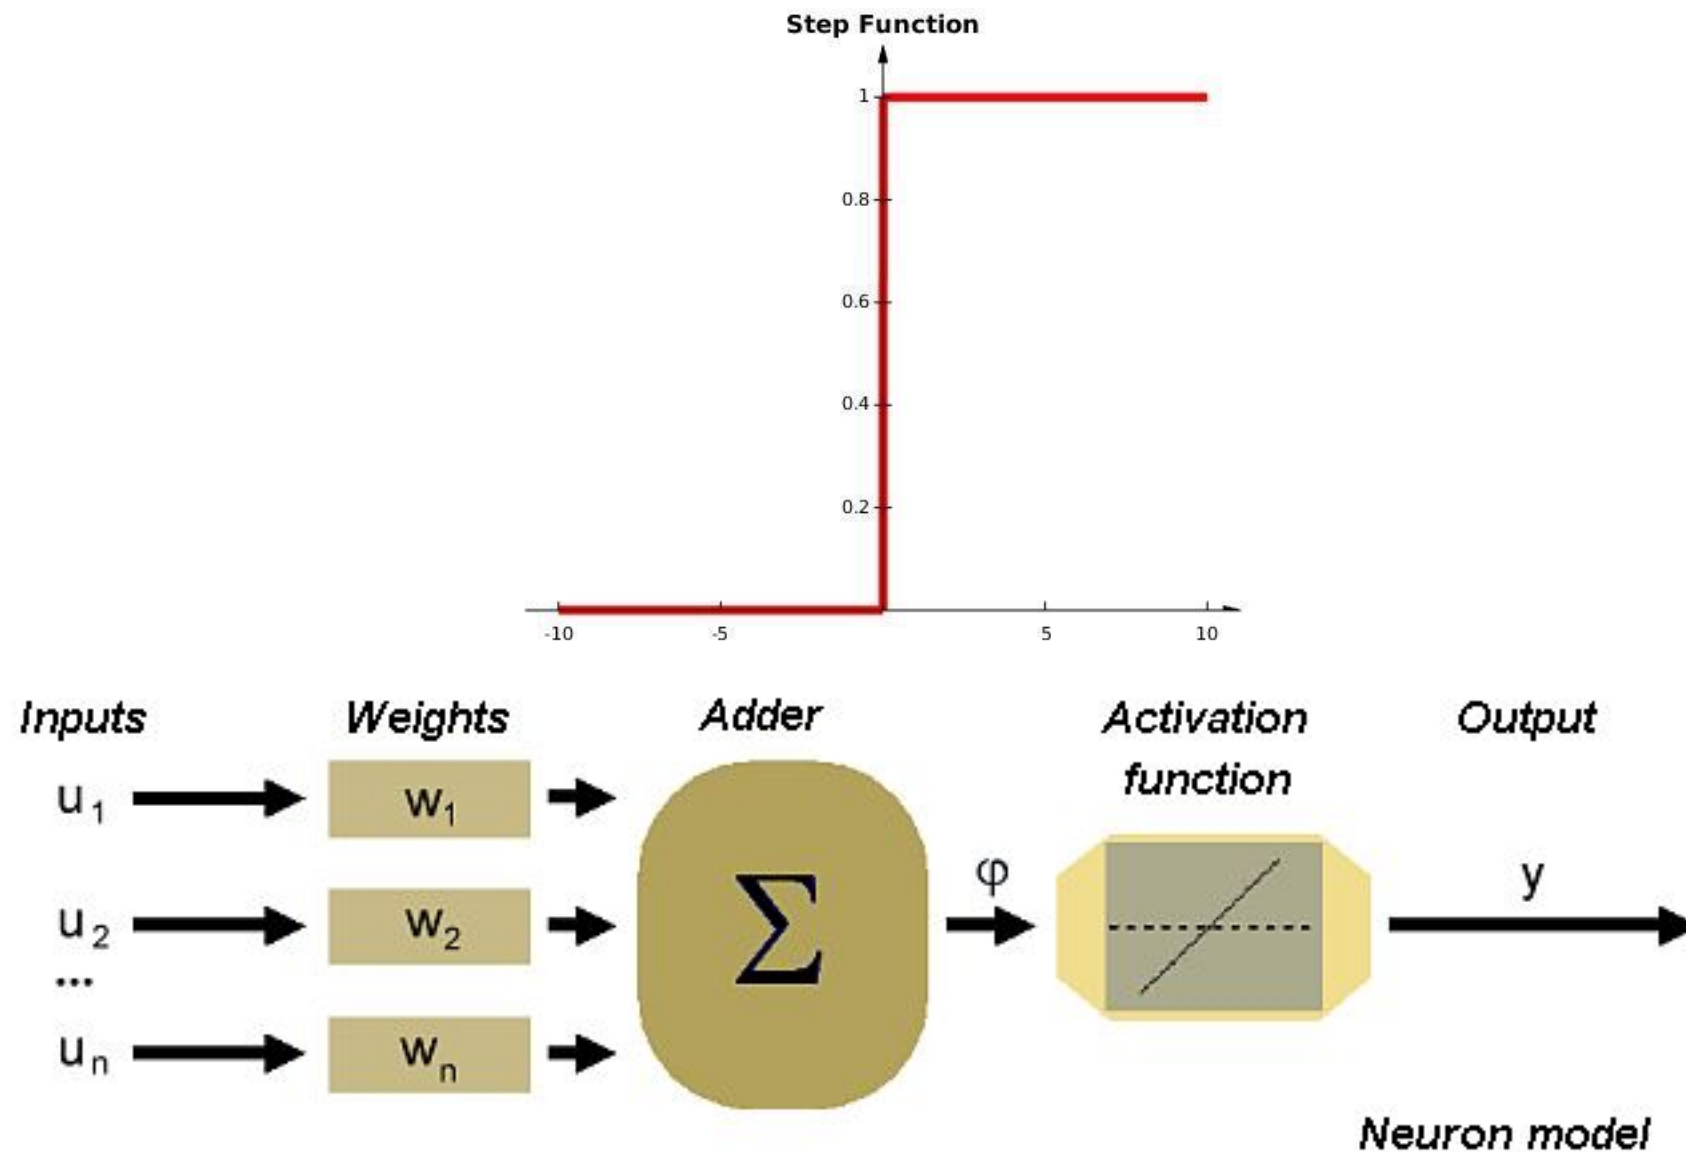 Step Function
1
0.8
0.6
0.4
0.2
-10 -5 5 10
Inputs Weights Adder Activation function Output
u1 w1
φ y
u2 w2
Σ
...
un wn
Neuron model